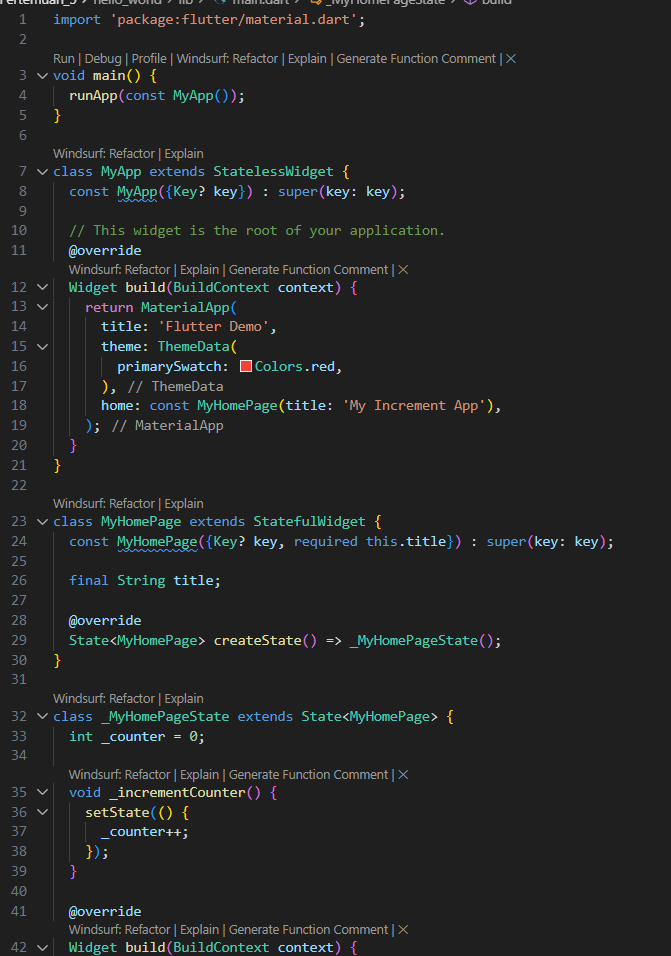 Pertemuan_5 > hello_world > lib > main.dart > _MyHomePageState > build
1 import 'package:flutter/material.dart';
2
Run | Debug | Profile | Windsurf: Refactor | Explain | Generate Function Comment | ×
3 void main() {
4 runApp(const MyApp());
5 }
6
Windsurf: Refactor | Explain
7 class MyApp extends StatelessWidget {
8 const MyApp({Key? key}) : super(key: key);
9
10 // This widget is the root of your application.
11 @override
Windsurf: Refactor | Explain | Generate Function Comment | ×
12 Widget build(BuildContext context) {
13 return MaterialApp(
14 title: 'Flutter Demo',
15 theme: ThemeData(
16 primarySwatch: Colors.red,
17 ), // ThemeData
18 home: const MyHomePage(title: 'My Increment App'),
19 ); // MaterialApp
20 }
21 }
22
Windsurf: Refactor | Explain
23 class MyHomePage extends StatefulWidget {
24 const MyHomePage({Key? key, required this.title}) : super(key: key);
25
26 final String title;
27
28 @override
29 State<MyHomePage> createState() => _MyHomePageState();
30 }
31
Windsurf: Refactor | Explain
32 class _MyHomePageState extends State<MyHomePage> {
33 int _counter = 0;
34
Windsurf: Refactor | Explain | Generate Function Comment | ×
35 void _incrementCounter() {
36 setState(() {
37 _counter++;
38 });
39 }
40
41 @override
Windsurf: Refactor | Explain | Generate Function Comment | ×
42 Widget build(BuildContext context) {